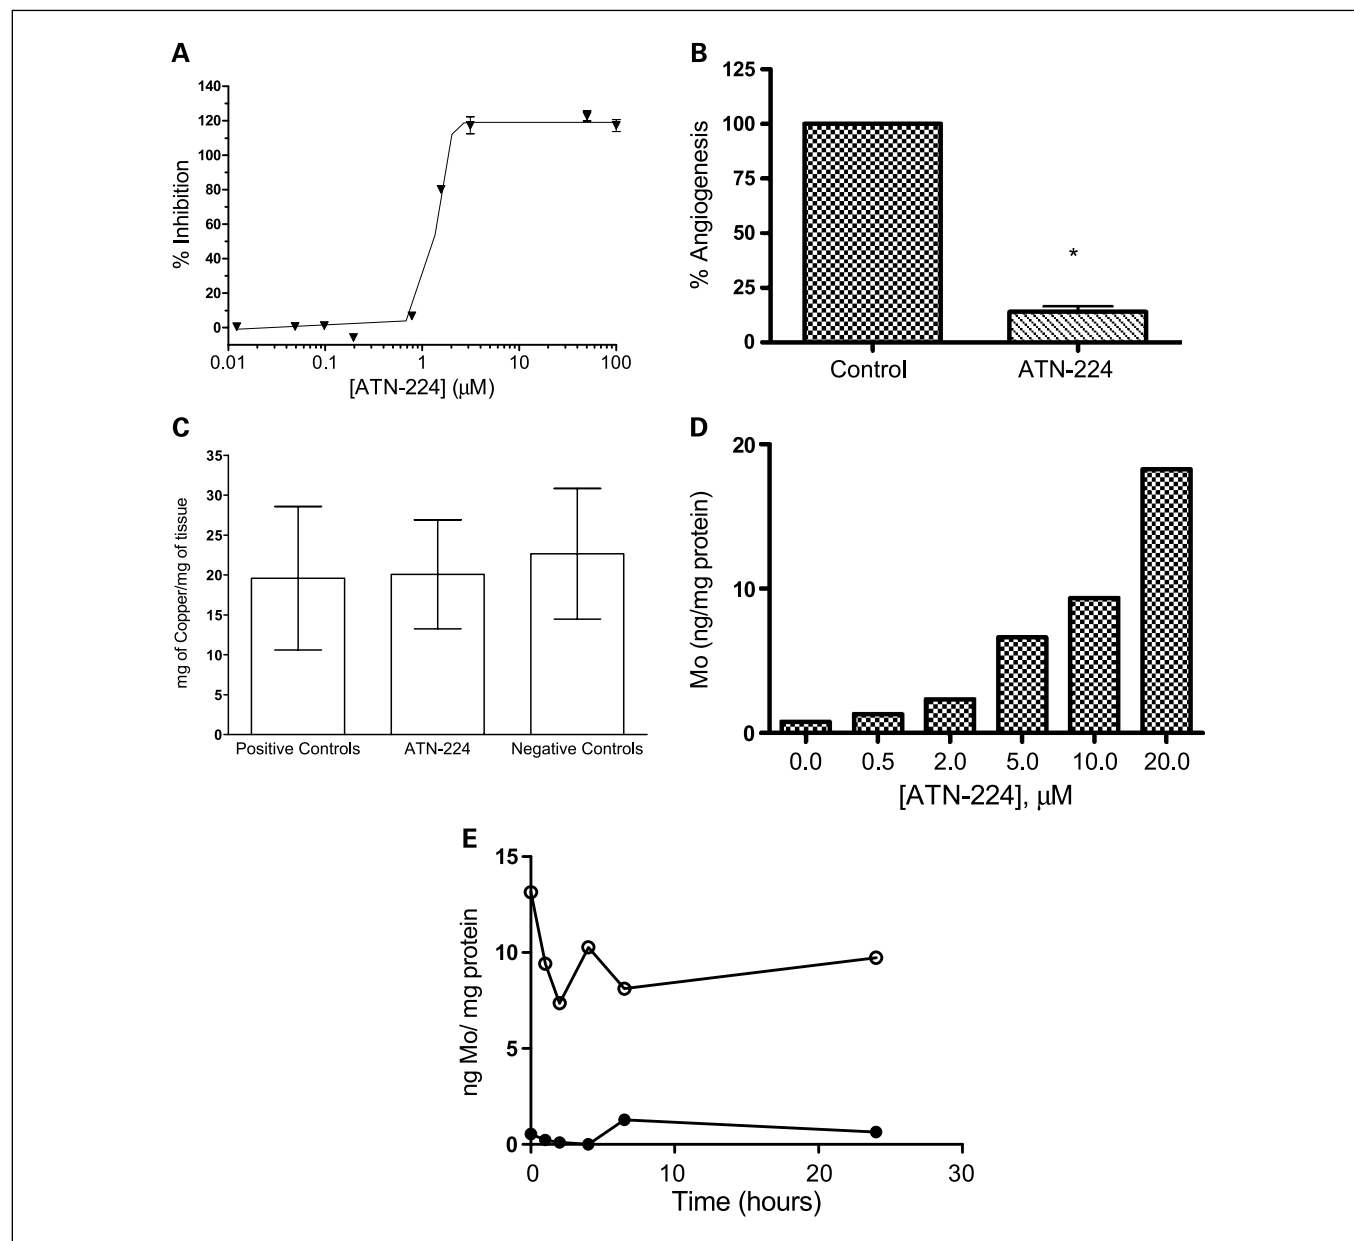 A
140
120
100
80
60
40
20
0
% Inhibition
0.01
0.1
1
10
100
[ATN-224] (μM)
B
125
100
75
50
25
0
% Angiogenesis
*
Control
ATN-224
C
35
30
25
20
15
10
5
0
mg of Copper/mg of tissue
Positive Controls
ATN-224
Negative Controls
D
20
10
0
Mo (ng/mg protein)
0.0
0.5
2.0
5.0
10.0
20.0
[ATN-224], μM
E
15
10
5
0
ng Mo/ mg protein
0
10
20
30
Time (hours)